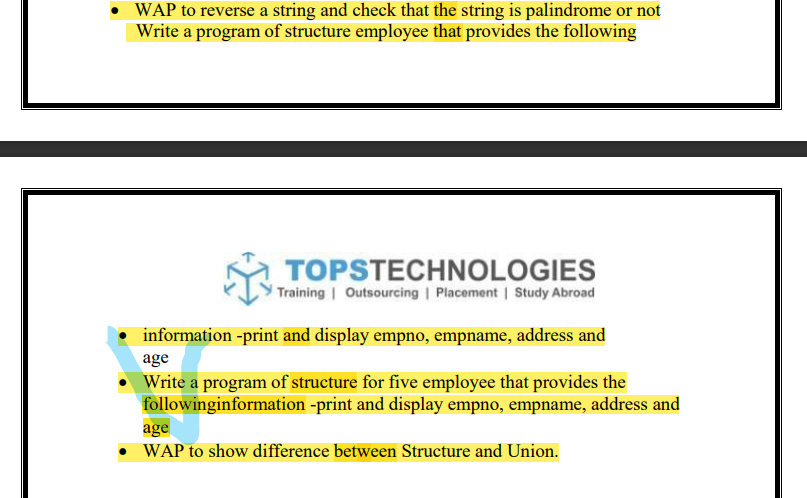 • WAP to reverse a string and check that the string is palindrome or not
Write a program of structure employee that provides the following
TOPSTECHNOLOGIES
Training | Outsourcing | Placement | Study Abroad
• information -print and display empno, empname, address and
age
• Write a program of structure for five employee that provides the
followinginformation -print and display empno, empname, address and
age
• WAP to show difference between Structure and Union.